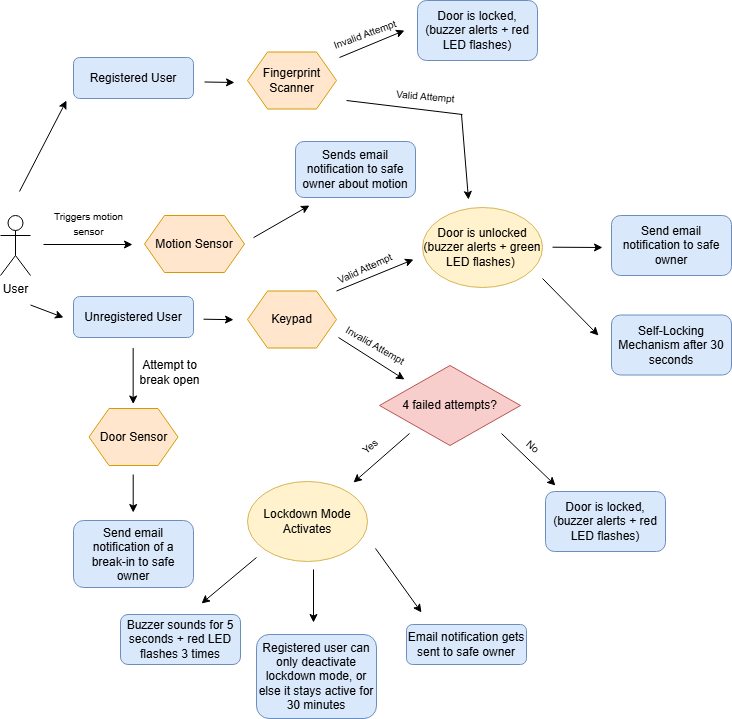 Door is locked,
(buzzer alerts + red
LED flashes)
Invalid Attempt
Registered User
Fingerprint
Scanner
Valid Attempt
Sends email
notification to safe
owner about motion
Triggers motion
sensor
Motion Sensor
Door is unlocked
(buzzer alerts + green
LED flashes)
Send email
notification to safe
owner
User
Valid Attempt
Unregistered User
Keypad
Invalid Attempt
Self-Locking
Mechanism after 30
seconds
Attempt to
break open
4 failed attempts?
Door Sensor
Yes
No
Lockdown Mode
Activates
Door is locked,
(buzzer alerts + red
LED flashes)
Send email
notification of a
break-in to safe
owner
Buzzer sounds for 5
seconds + red LED
flashes 3 times
Registered user can
only deactivate
lockdown mode, or
else it stays active for
30 minutes
Email notification gets
sent to safe owner